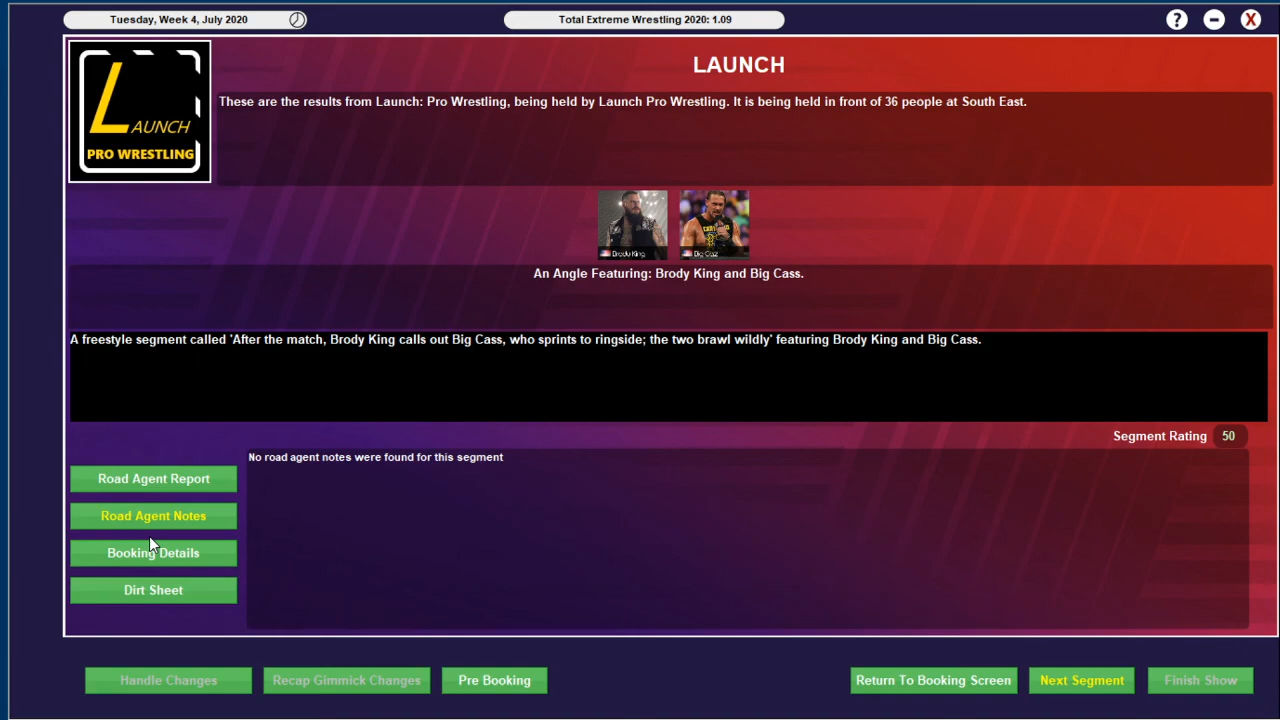 Tuesday, Week 4, July 2020
Total Extreme Wrestling 2020: 1.09
?
X
LAUNCH
LAUNCH
PRO WRESTLING
These are the results from Launch: Pro Wrestling, being held by Launch Pro Wrestling. It is being held in front of 36 people at South East.
Brody King
Big Caz
An Angle Featuring: Brody King and Big Cass.
A freestyle segment called 'After the match, Brody King calls out Big Cass, who sprints to ringside; the two brawl wildly' featuring Brody King and Big Cass.
Segment Rating 50
No road agent notes were found for this segment
Road Agent Report
Road Agent Notes
Booking Details
Dirt Sheet
Handle Changes
Recap Gimmick Changes
Pre Booking
Return To Booking Screen
Next Segment
Finish Show